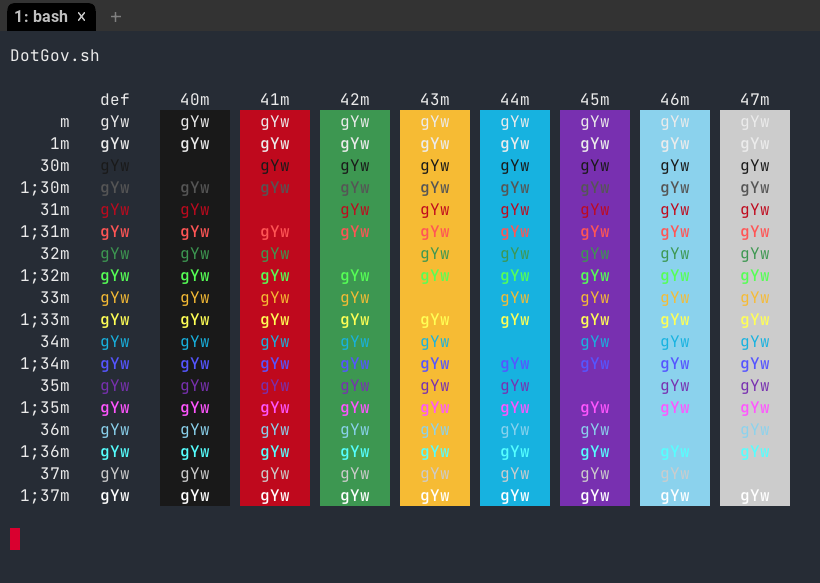 1: bash x +
DotGov.sh
def 40m 41m 42m 43m 44m 45m 46m 47m
m gYw gYw gYw gYw gYw gYw gYw gYw gYw
1m gYw gYw gYw gYw gYw gYw gYw gYw gYw
30m gYw gYw gYw gYw gYw gYw gYw gYw
1;30m gYw gYw gYw gYw gYw gYw gYw gYw gYw
31m gYw gYw gYw gYw gYw gYw gYw gYw
1;31m gYw gYw gYw gYw gYw gYw gYw gYw gYw
32m gYw gYw gYw gYw gYw gYw gYw gYw
1;32m gYw gYw gYw gYw gYw gYw gYw gYw gYw
33m gYw gYw gYw gYw gYw gYw gYw gYw
1;33m gYw gYw gYw gYw gYw gYw gYw gYw gYw
34m gYw gYw gYw gYw gYw gYw gYw gYw
1;34m gYw gYw gYw gYw gYw gYw gYw gYw gYw
35m gYw gYw gYw gYw gYw gYw gYw gYw
1;35m gYw gYw gYw gYw gYw gYw gYw gYw gYw
36m gYw gYw gYw gYw gYw gYw gYw gYw
1;36m gYw gYw gYw gYw gYw gYw gYw gYw gYw
37m gYw gYw gYw gYw gYw gYw gYw gYw
1;37m gYw gYw gYw gYw gYw gYw gYw gYw gYw